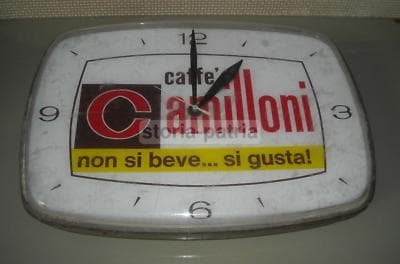 12
caffe'
Camilloni
storia patria
non si beve... si gusta!
9
3
6